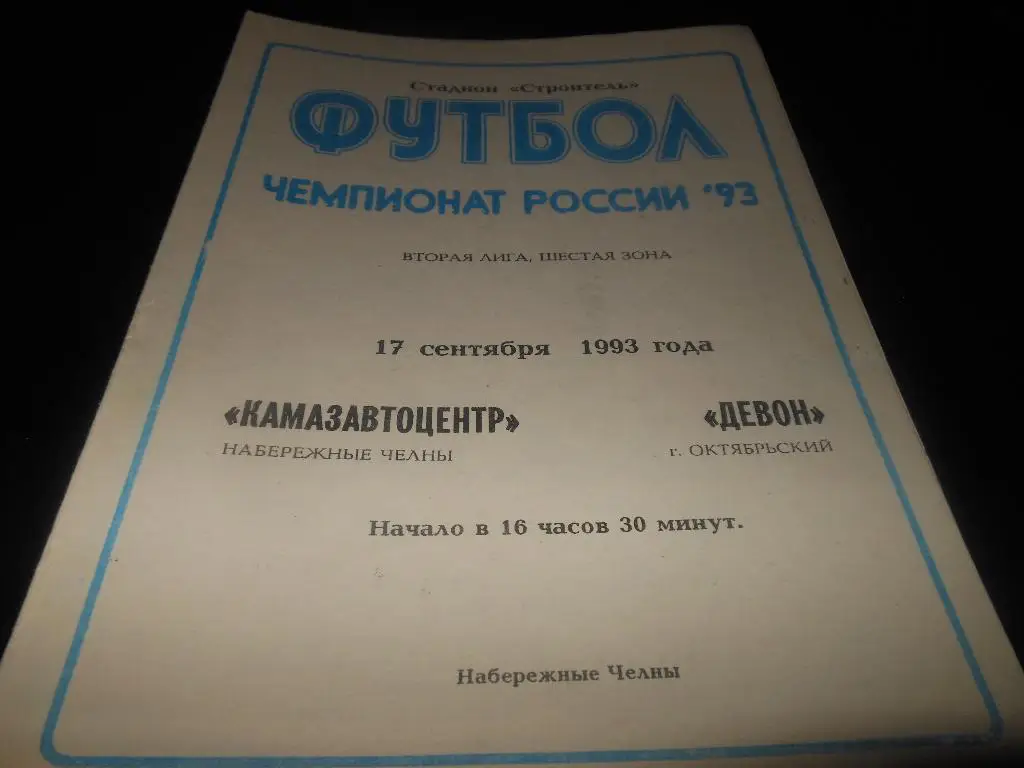 Стадион «Строитель»
ФУТБОЛ
ЧЕМПИОНАТ РОССИИ '93
ВТОРАЯ ЛИГА, ШЕСТАЯ ЗОНА
17 сентября 1993 года
«КАМАЗАВТОЦЕНТР» «ДЕВОН»
НАБЕРЕЖНЫЕ ЧЕЛНЫ г. ОКТЯБРЬСКИЙ
Начало в 16 часов 30 минут.
Набережные Челны